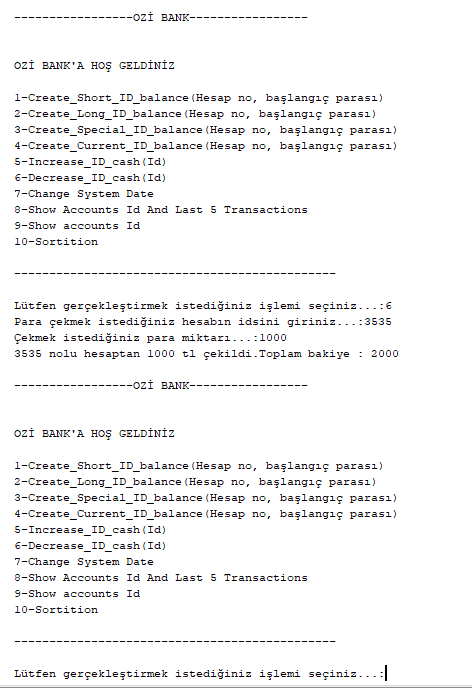 -----------------OZİ BANK-----------------
OZİ BANK'A HOŞ GELDİNİZ
1-Create_Short_ID_balance(Hesap no, başlangıç parası)
2-Create_Long_ID_balance(Hesap no, başlangıç parası)
3-Create_Special_ID_balance(Hesap no, başlangıç parası)
4-Create_Current_ID_balance(Hesap no, başlangıç parası)
5-Increase_ID_cash(Id)
6-Decrease_ID_cash(Id)
7-Change System Date
8-Show Accounts Id And Last 5 Transactions
9-Show accounts Id
10-Sortition
----------------------------------------------
Lütfen gerçekleştirmek istediğiniz işlemi seçiniz...:6
Para çekmek istediğiniz hesabın idsini giriniz...:3535
Çekmek istediğiniz para miktarı...:1000
3535 nolu hesaptan 1000 tl çekildi.Toplam bakiye : 2000
-----------------OZİ BANK-----------------
OZİ BANK'A HOŞ GELDİNİZ
1-Create_Short_ID_balance(Hesap no, başlangıç parası)
2-Create_Long_ID_balance(Hesap no, başlangıç parası)
3-Create_Special_ID_balance(Hesap no, başlangıç parası)
4-Create_Current_ID_balance(Hesap no, başlangıç parası)
5-Increase_ID_cash(Id)
6-Decrease_ID_cash(Id)
7-Change System Date
8-Show Accounts Id And Last 5 Transactions
9-Show accounts Id
10-Sortition
----------------------------------------------
Lütfen gerçekleştirmek istediğiniz işlemi seçiniz...: